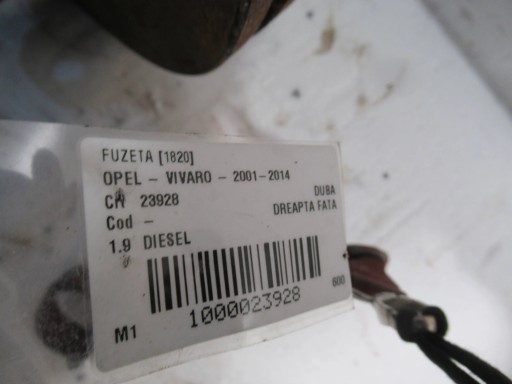 FUZETA [1820]
OPEL - VIVARO - 2001-2014
CN 23928 DUBA
Cod - DREAPTA FATA
1.9 DIESEL
M1 1000023928 600